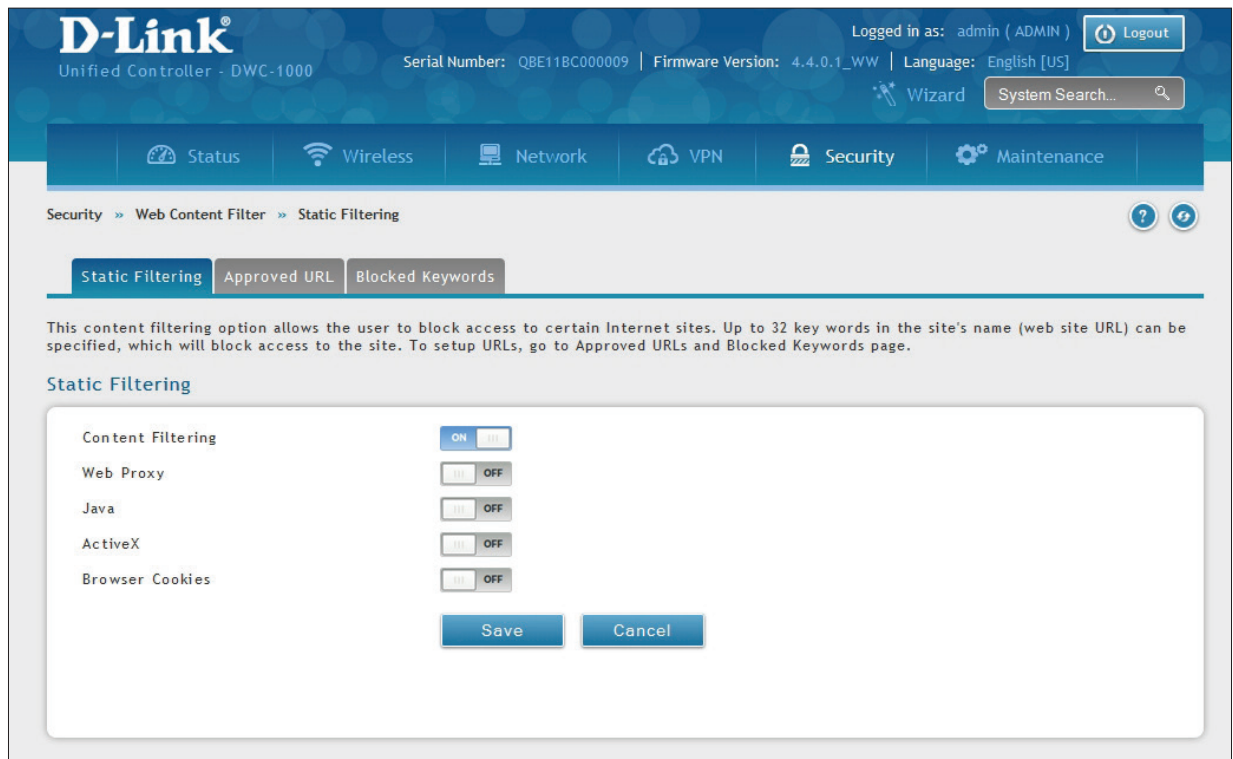 D-Link®
Unified Controller - DWC-1000
Logged in as: admin ( ADMIN ) Logout
Serial Number: QBE11BC000009 | Firmware Version: 4.4.0.1_WW | Language: English [US]
Wizard System Search...
Status Wireless Network VPN Security Maintenance
Security » Web Content Filter » Static Filtering
Static Filtering Approved URL Blocked Keywords
This content filtering option allows the user to block access to certain Internet sites. Up to 32 key words in the site's name (web site URL) can be
specified, which will block access to the site. To setup URLs, go to Approved URLs and Blocked Keywords page.
Static Filtering
Content Filtering ON
Web Proxy OFF
Java OFF
ActiveX OFF
Browser Cookies OFF
Save Cancel